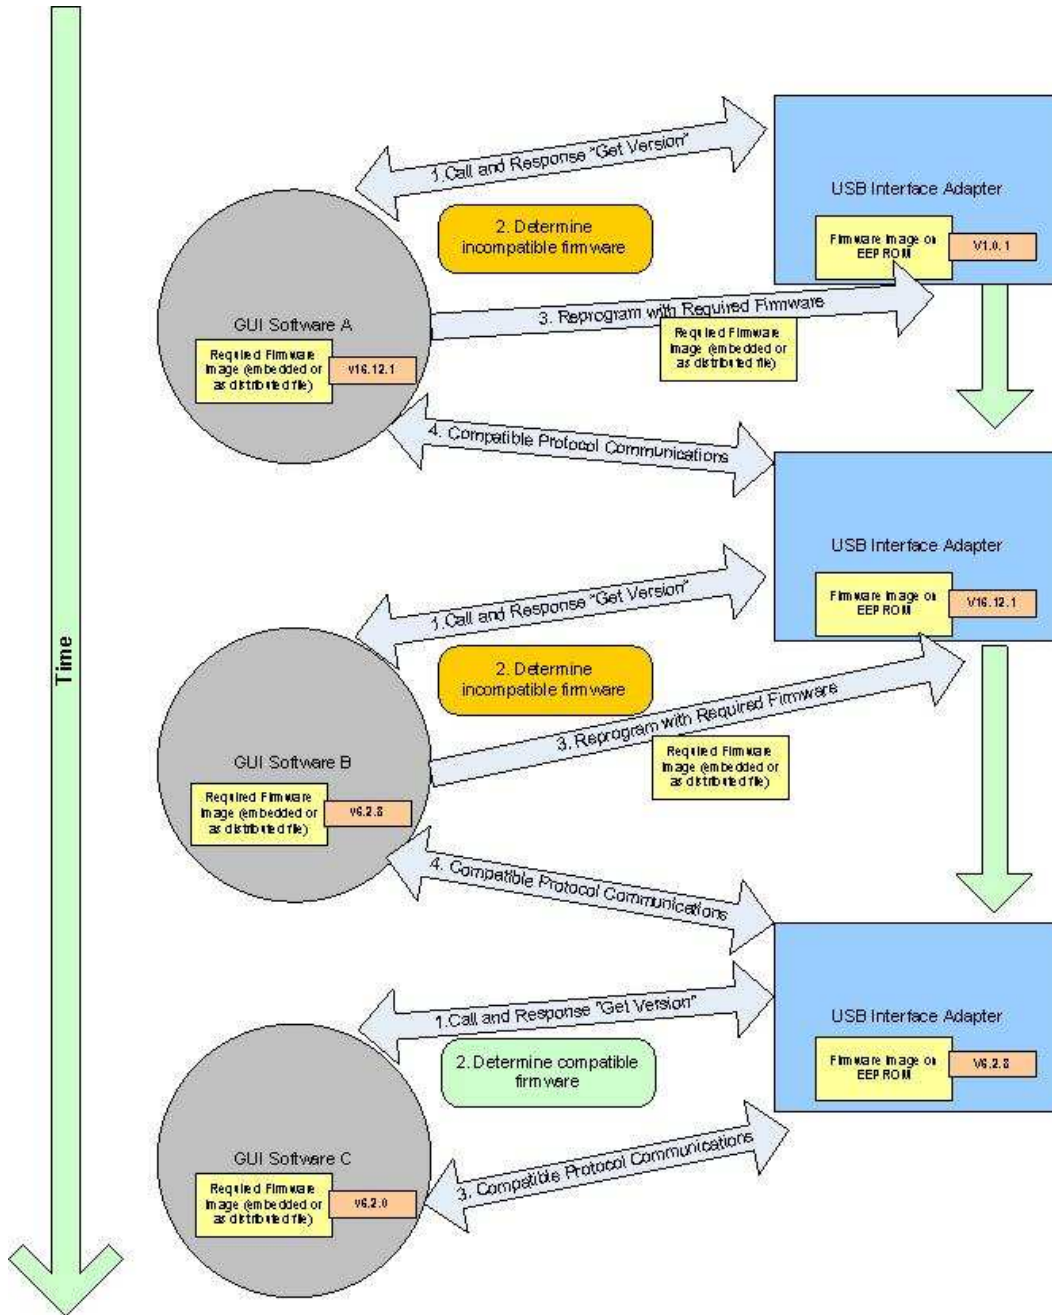 1.Call and Response "Get Version"
USB Interface Adapter
2. Determine
incompatible firmware
Firmware Image on
EEPROM
V1.0.1
3. Reprogram with Required Firmware
GUI Software A
Required Firmware
Image (embedded or
as distributed file)
v16.12.1
Required Firmware
Image (embedded or
as distributed file)
4. Compatible Protocol Communications
USB Interface Adapter
1.Call and Response "Get Version"
Firmware Image on
EEPROM
V16.12.1
Time
2. Determine
incompatible firmware
3. Reprogram with Required Firmware
GUI Software B
Required Firmware
Image (embedded or
as distributed file)
Required Firmware
Image (embedded or
as distributed file)
v6.2.8
4. Compatible Protocol Communications
1.Call and Response "Get Version"
USB Interface Adapter
2. Determine compatible
firmware
Firmware Image on
EEPROM
V6.2.8
3. Compatible Protocol Communications
GUI Software C
Required Firmware
Image (embedded or
as distributed file)
v6.2.0